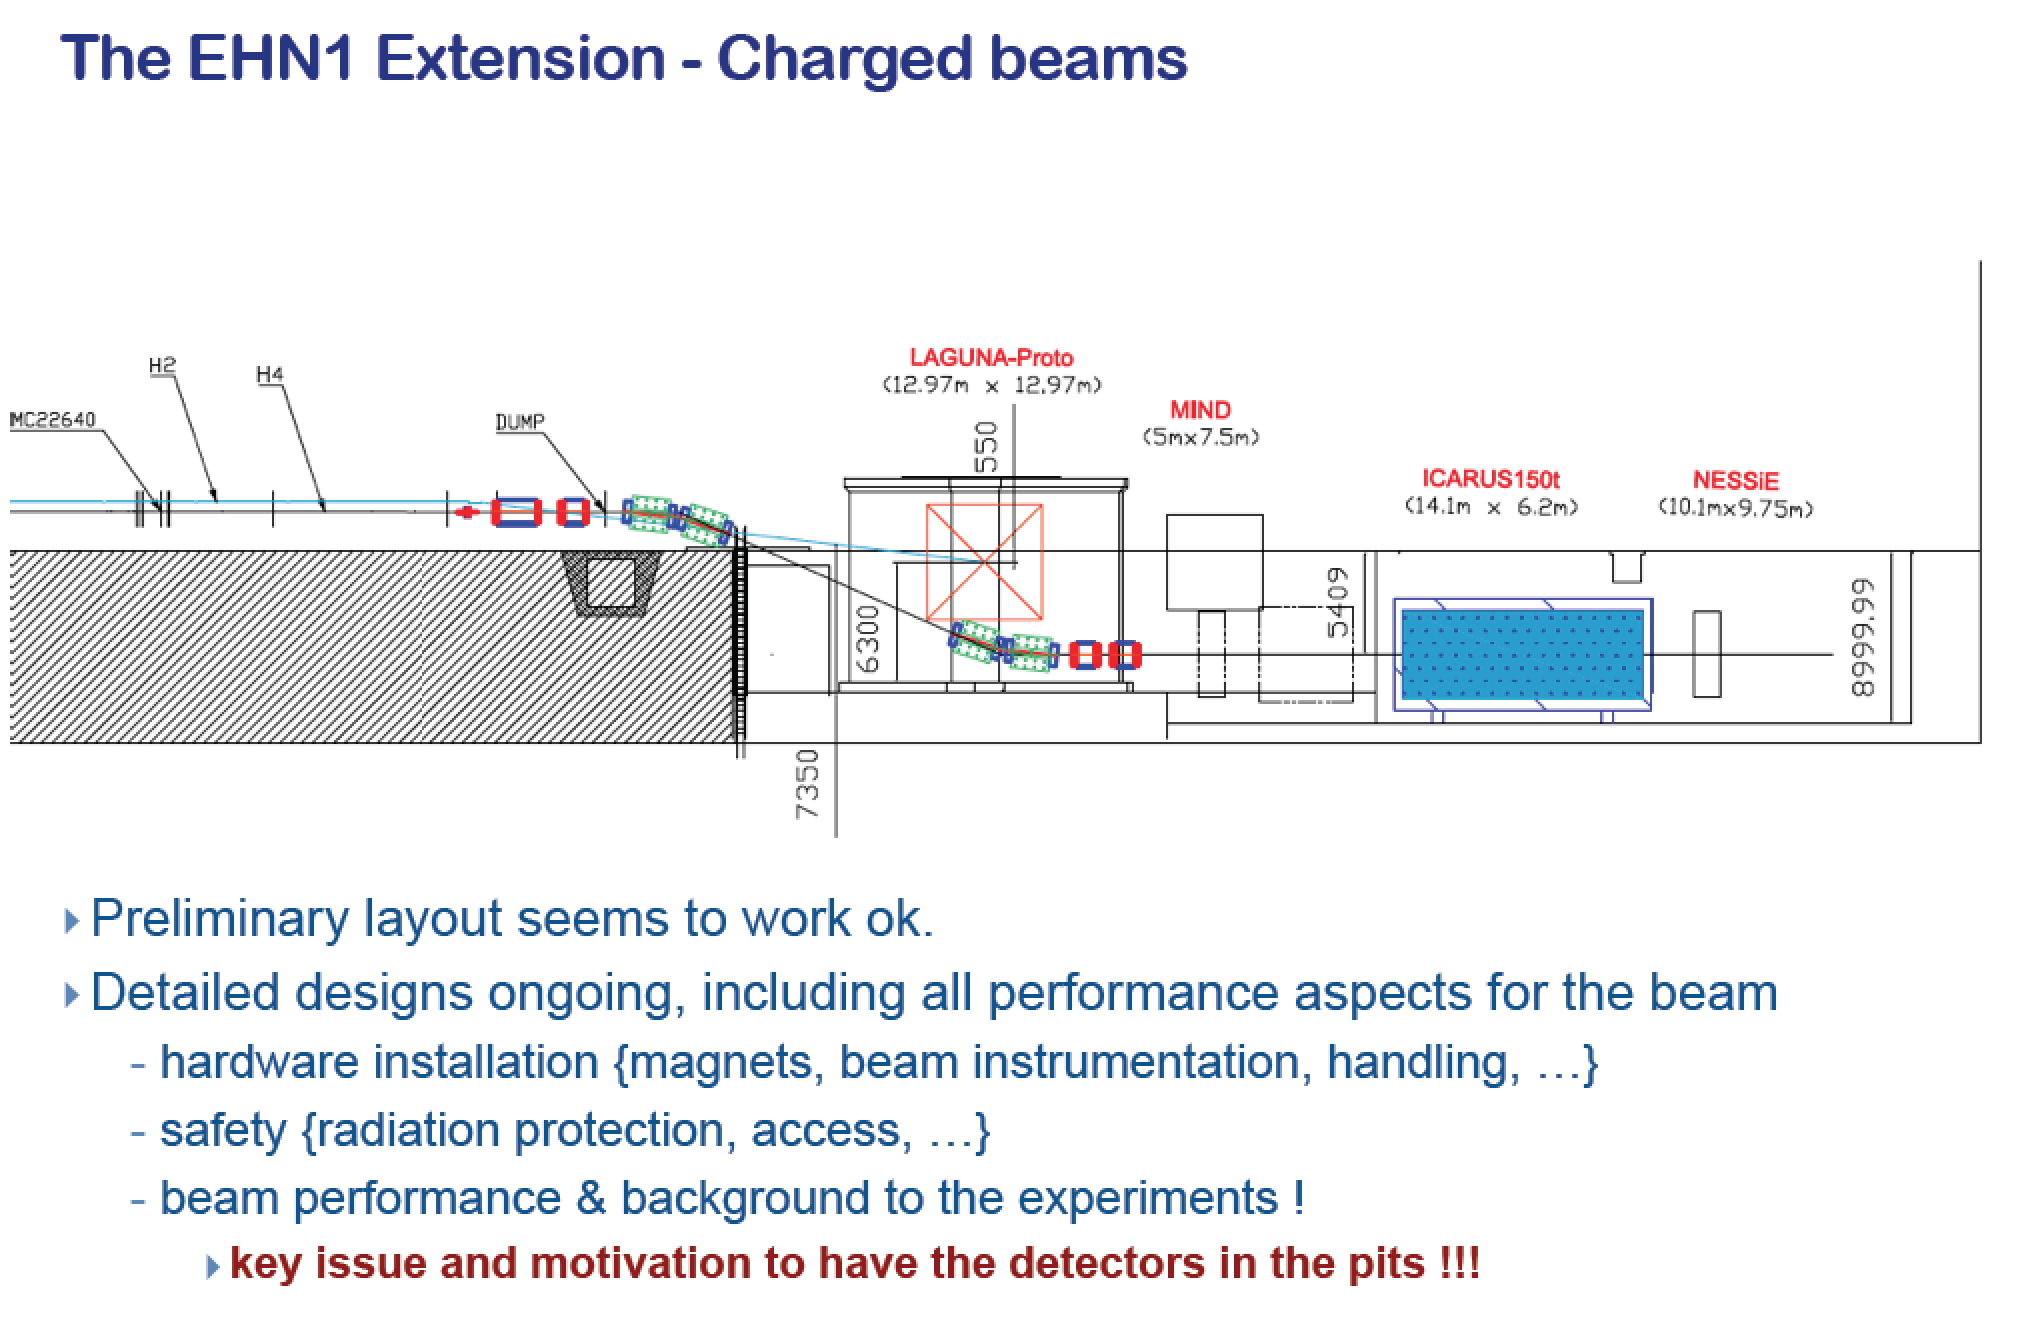 The EHN1 Extension - Charged beams
LAGUNA-Proto
(12.97m x 12.97m)
H2
H4
MC22640
DUMP
550
MIND
(5mx7.5m)
ICARUS150t
(14.1m x 6.2m)
NESSiE
(10.1mx9.75m)
6300
5409
8999.99
7350
Preliminary layout seems to work ok.
Detailed designs ongoing, including all performance aspects for the beam
- hardware installation {magnets, beam instrumentation, handling, …}
- safety {radiation protection, access, …}
- beam performance & background to the experiments !
key issue and motivation to have the detectors in the pits !!!